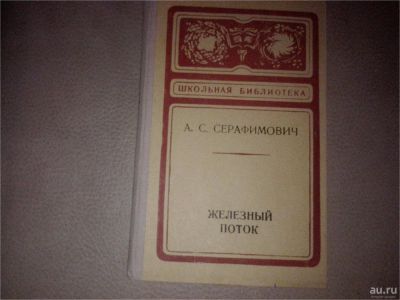 ШКОЛЬНАЯ БИБЛИОТЕКА
А. С. СЕРАФИМОВИЧ
ЖЕЛЕЗНЫЙ
ПОТОК
au.ru